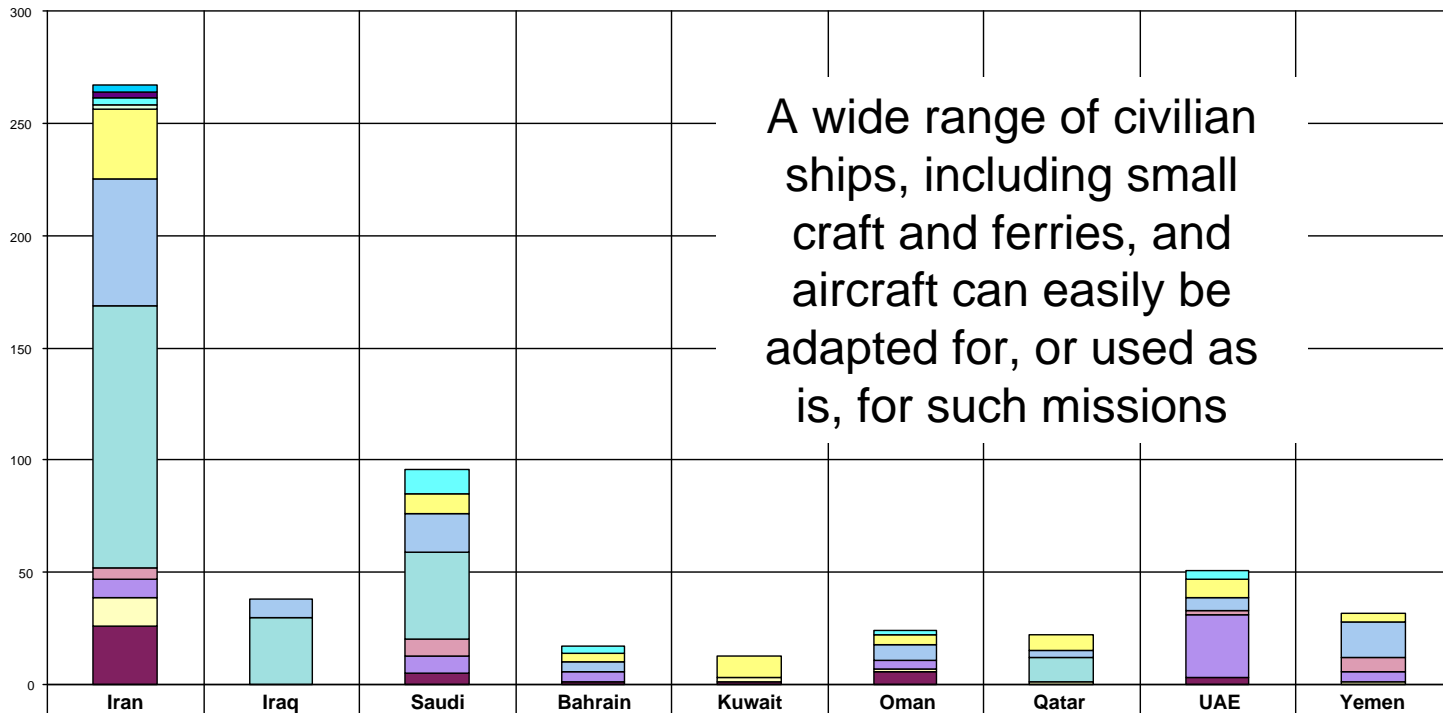 300
250
200
150
100
50
0
A wide range of civilian
ships, including small
craft and ferries, and
aircraft can easily be
adapted for, or used as
is, for such missions
Iran Iraq Saudi Bahrain Kuwait Oman Qatar UAE Yemen